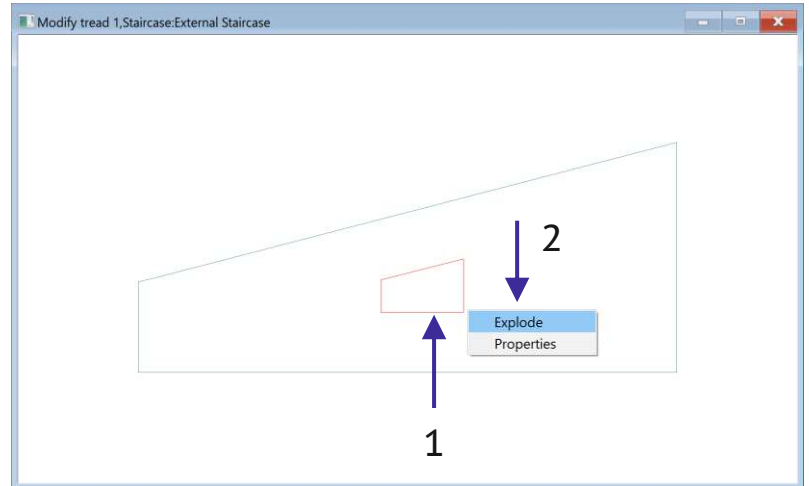 Modify tread 1,Staircase:External Staircase
2
Explode
Properties
1